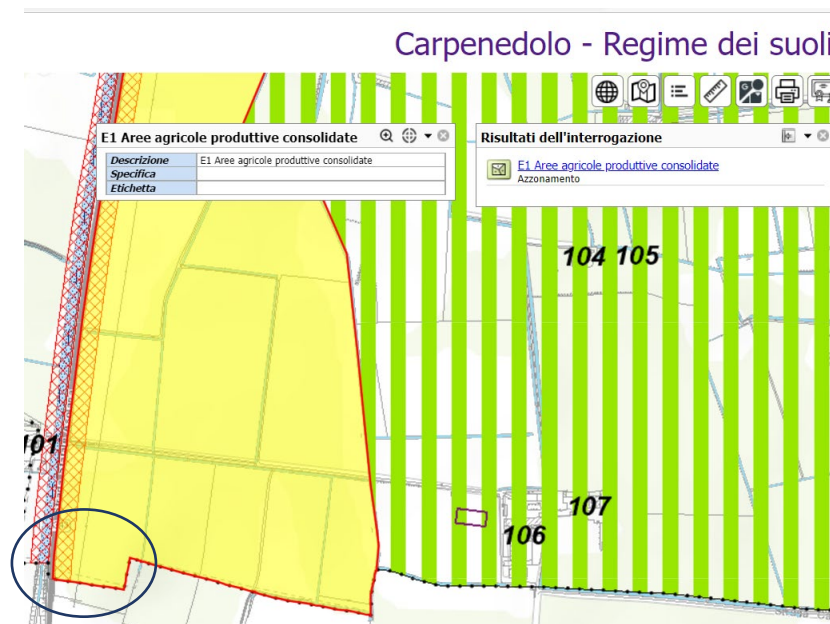 Carpenedolo - Regime dei suoli
E1 Aree agricole produttive consolidate
Descrizione E1 Aree agricole produttive consolidate
Specifica
Etichetta
Risultati dell'interrogazione
E1 Aree agricole produttive consolidate
Azzonamento
104 105
101
107
106